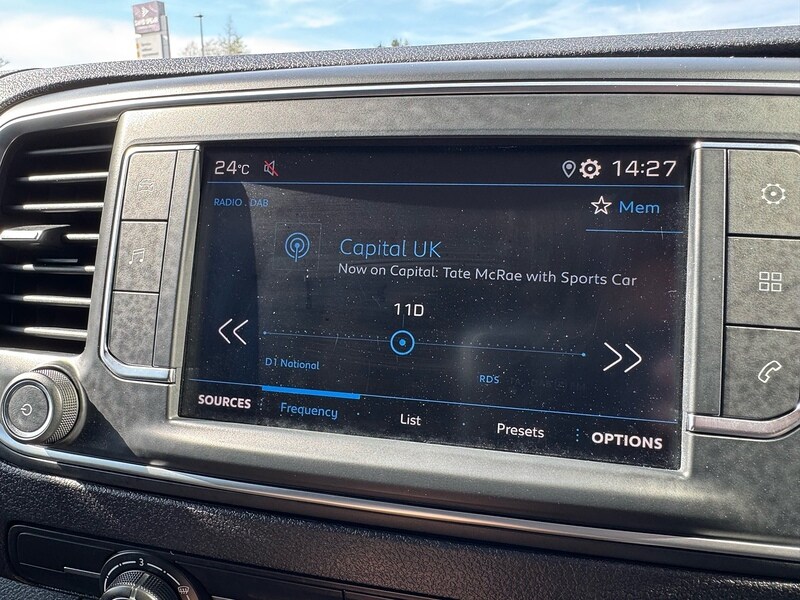 24°C
14:27
RADIO . DAB
Mem
Capital UK
Now on Capital: Tate McRae with Sports Car
11D
D1 National
RDS
SOURCES
Frequency
List
Presets
OPTIONS
3